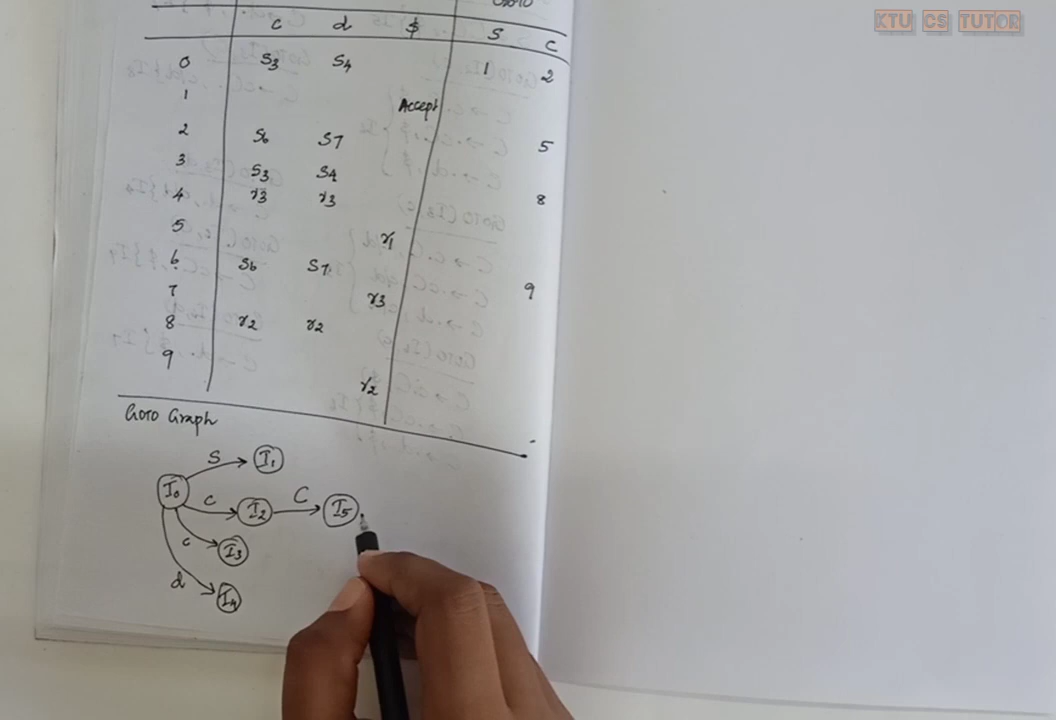 KTU CS TUTOR
Goto
c d $ S C
0 S3 S4 1 2
1 Accept
2 S6 S7 5
3 S3 S4 8
4 r3 r3
5 r1
6 S6 S7 9
7 r3
8 r2 r2
9 r2
Goto Graph
S I1
I0 C I2 C I5
c I3
d I4